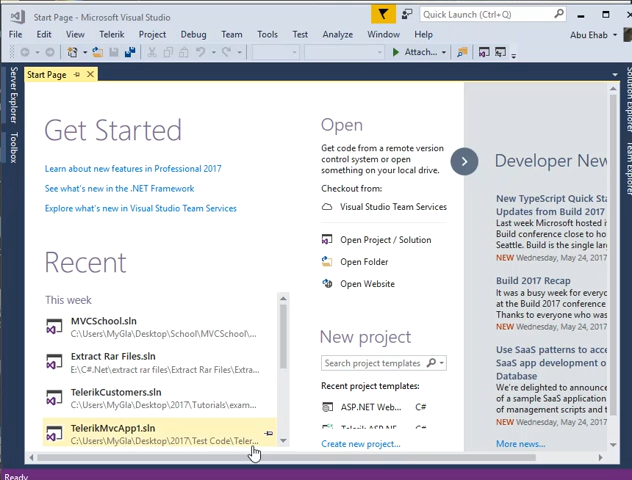 Start Page - Microsoft Visual Studio
Quick Launch (Ctrl+Q)
File Edit View Telerik Project Debug Team Tools Test Analyze Window Help
Abu Ehab
Attach...
Server Explorer
Toolbox
Start Page
Solution Explorer
Team Explorer
Get Started
Learn about new features in Professional 2017
See what's new in the .NET Framework
Explore what's new in Visual Studio Team Services
Recent
This week
MVCSchool.sln
C:\Users\MyGla\Desktop\School\MVCSchool\...
Extract Rar Files.sln
E:\C#.Net\extract rar files\Extract Rar Files\Extra...
TelerikCustomers.sln
C:\Users\MyGla\Desktop\2017\Tutorials\exam...
TelerikMvcApp1.sln
C:\Users\MyGla\Desktop\2017\Test Code\Teler...
Open
Get code from a remote version
control system or open
something on your local drive.
Checkout from:
Visual Studio Team Services
Open Project / Solution
Open Folder
Open Website
New project
Search project templates
Recent project templates:
ASP.NET Web... C#
Telerik ASP.NE... C#
Create new project...
Developer New
New TypeScript Quick Sta
Updates from Build 2017
Last week Microsoft hosted it
Build conference close to ho
Seattle. Build is the single lar
NEW Wednesday, May 24, 2017
Build 2017 Recap
It was a busy week for everyo
at the Build 2017 conference
Thanks to everyone who was
NEW Wednesday, May 24, 2017
Use SaaS patterns to acce
SaaS app development o
Database
We're delighted to announce
of a sample SaaS application
of management scripts and t
NEW Wednesday, May 24, 2017
More news...
Ready